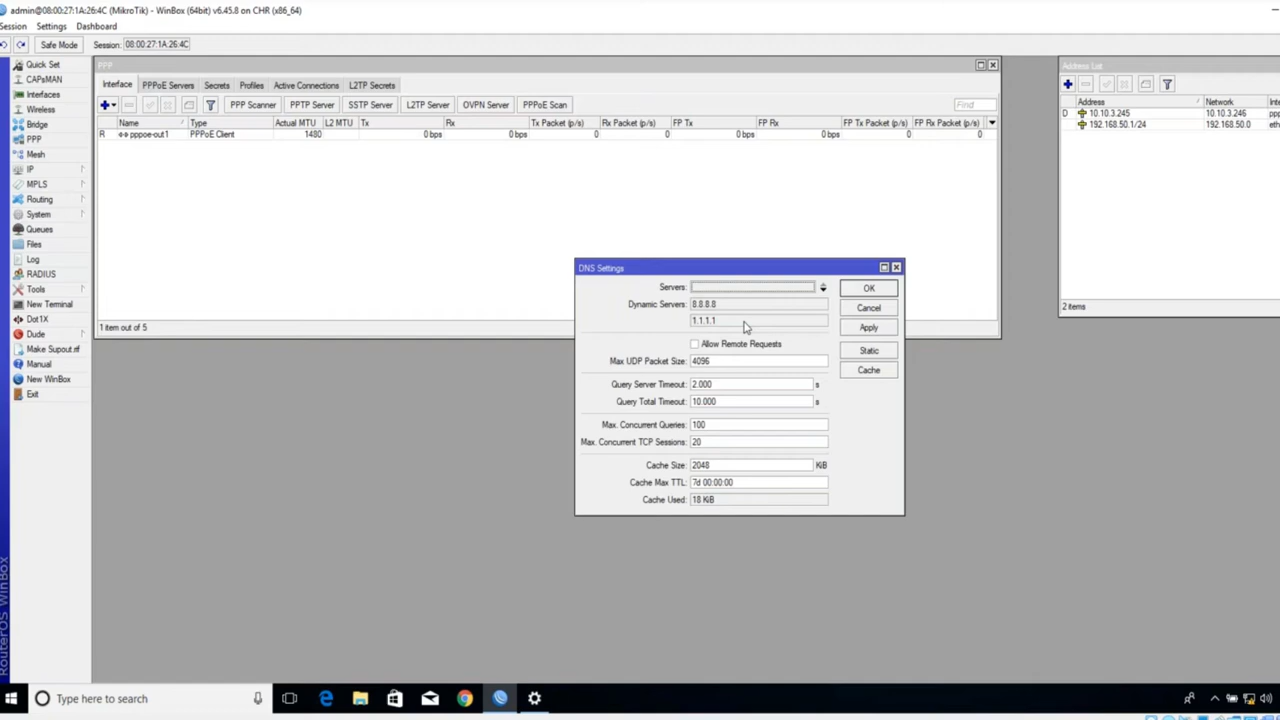 admin@08:00:27:1A:26:4C (MikroTik) - WinBox (64bit) v6.45.8 on CHR (x86_64)
Session Settings Dashboard
Safe Mode Session: 08:00:27:1A:26:4C
Quick Set
CAPsMAN
Interfaces
Wireless
Bridge
PPP
Mesh
IP
MPLS
Routing
System
Queues
Files
Log
RADIUS
Tools
New Terminal
Dot1X
Dude
Make Supout.rif
Manual
New WinBox
Exit
RouterOS WinBox
PPP
Interface PPPoE Servers Secrets Profiles Active Connections L2TP Secrets
PPP Scanner PPTP Server SSTP Server L2TP Server OVPN Server PPPoE Scan Find
Name Type Actual MTU L2 MTU Tx Rx Tx Packet (p/s) Rx Packet (p/s) FP Tx FP Rx FP Tx Packet (p/s) FP Rx Packet (p/s)
R pppoe-out1 PPPoE Client 1480 0 bps 0 bps 0 0 0 bps 0 bps 0 0
1 item out of 5
Address List
Address Network Inte
D 10.10.3.245 10.10.3.246 ppp
192.168.50.1/24 192.168.50.0 eth
2 items
DNS Settings
Servers:
Dynamic Servers: 8.8.8.8
1.1.1.1
Allow Remote Requests
Max UDP Packet Size: 4096
Query Server Timeout: 2.000 s
Query Total Timeout: 10.000 s
Max. Concurrent Queries: 100
Max. Concurrent TCP Sessions: 20
Cache Size: 2048 KiB
Cache Max TTL: 7d 00:00:00
Cache Used: 18 KiB
OK
Cancel
Apply
Static
Cache
Type here to search